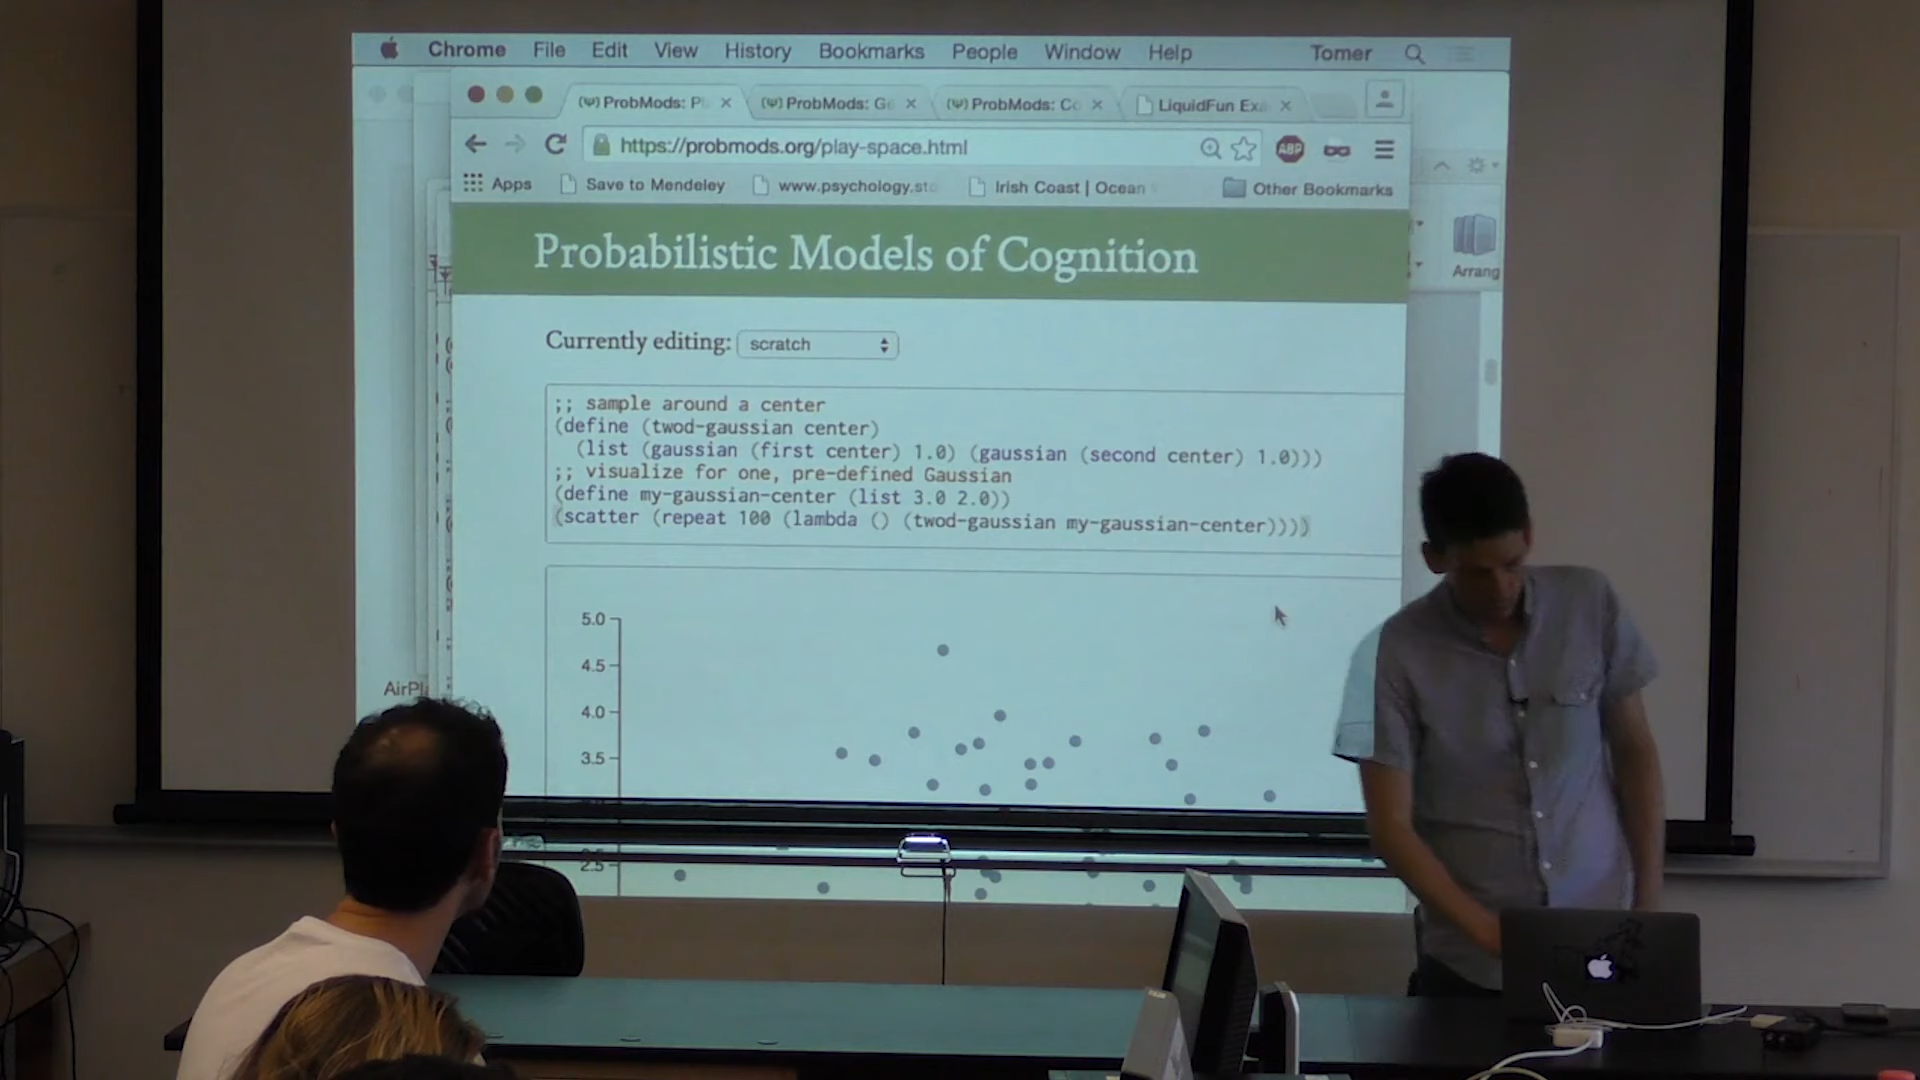 Chrome File Edit View History Bookmarks People Window Help Tomer
ProbMods: P ProbMods: Ge ProbMods: Co LiquidFun Exa
https://probmods.org/play-space.html ABP
Apps Save to Mendeley www.psychology.sto Irish Coast | Ocean Other Bookmarks
Probabilistic Models of Cognition
Arrang
Currently editing: scratch
;; sample around a center
(define (twod-gaussian center)
(list (gaussian (first center) 1.0) (gaussian (second center) 1.0)))
;; visualize for one, pre-defined Gaussian
(define my-gaussian-center (list 3.0 2.0))
(scatter (repeat 100 (lambda () (twod-gaussian my-gaussian-center))))
5.0
4.5
AirPl
4.0
3.5
2.5